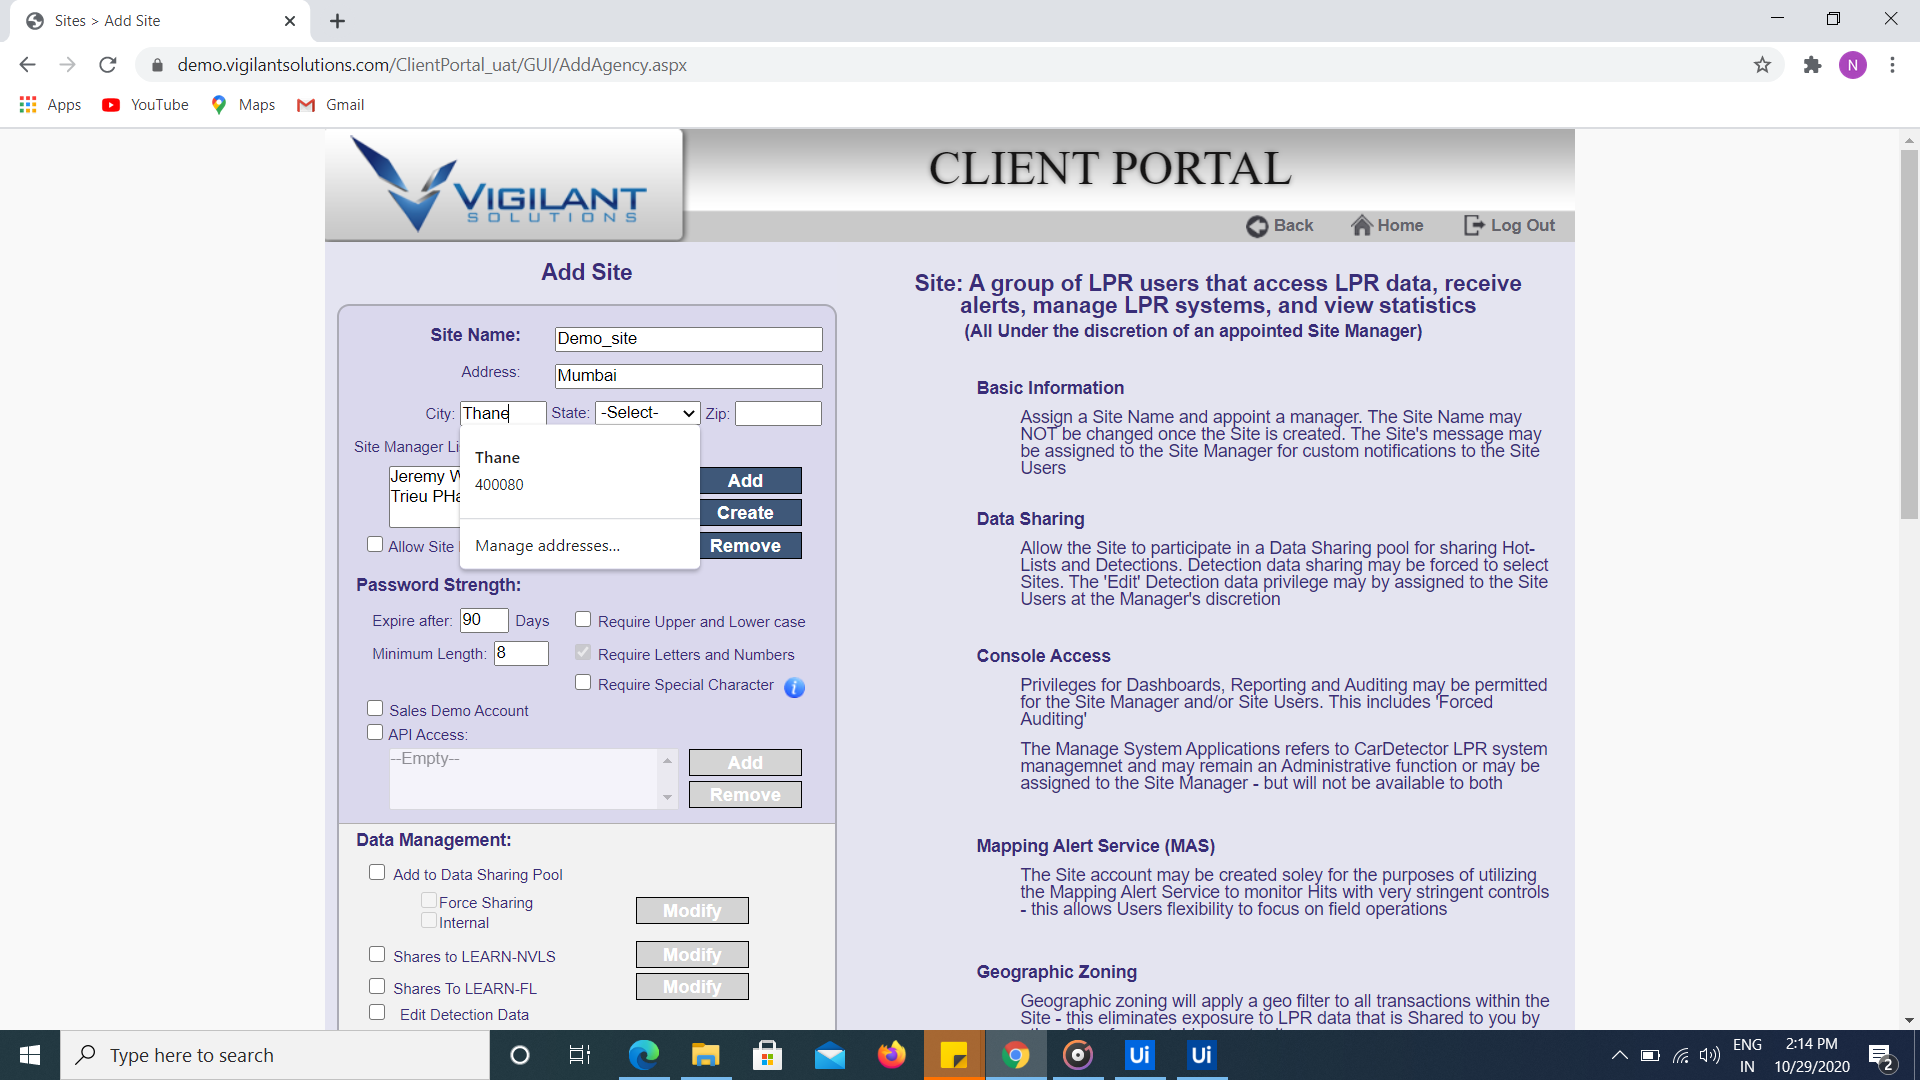 Sites > Add Site
demo.vigilantsolutions.com/ClientPortal_uat/GUI/AddAgency.aspx
N
Apps
YouTube
Maps
Gmail
VIGILANT
SOLUTIONS
CLIENT PORTAL
Back
Home
Log Out
Add Site
Site Name: Demo_site
Address: Mumbai
City: Thane State: -Select- Zip:
Site Manager Li
Thane
400080
Manage addresses...
Jeremy W
Trieu PHa
Add
Create
Remove
Allow Site
Password Strength:
Expire after: 90 Days
Require Upper and Lower case
Minimum Length: 8
Require Letters and Numbers
Require Special Character
Sales Demo Account
API Access:
--Empty--
Add
Remove
Data Management:
Add to Data Sharing Pool
Force Sharing
Internal
Modify
Shares to LEARN-NVLS
Modify
Shares To LEARN-FL
Modify
Edit Detection Data
Site: A group of LPR users that access LPR data, receive
alerts, manage LPR systems, and view statistics
(All Under the discretion of an appointed Site Manager)
Basic Information
Assign a Site Name and appoint a manager. The Site Name may
NOT be changed once the Site is created. The Site's message may
be assigned to the Site Manager for custom notifications to the Site
Users
Data Sharing
Allow the Site to participate in a Data Sharing pool for sharing Hot-
Lists and Detections. Detection data sharing may be forced to select
Sites. The 'Edit' Detection data privilege may by assigned to the Site
Users at the Manager's discretion
Console Access
Privileges for Dashboards, Reporting and Auditing may be permitted
for the Site Manager and/or Site Users. This includes 'Forced
Auditing'
The Manage System Applications refers to CarDetector LPR system
managemnet and may remain an Administrative function or may be
assigned to the Site Manager - but will not be available to both
Mapping Alert Service (MAS)
The Site account may be created soley for the purposes of utilizing
the Mapping Alert Service to monitor Hits with very stringent controls
- this allows Users flexibility to focus on field operations
Geographic Zoning
Geographic zoning will apply a geo filter to all transactions within the
Site - this eliminates exposure to LPR data that is Shared to you by
Type here to search
Ui
Ui
ENG
IN
2:14 PM
10/29/2020
2